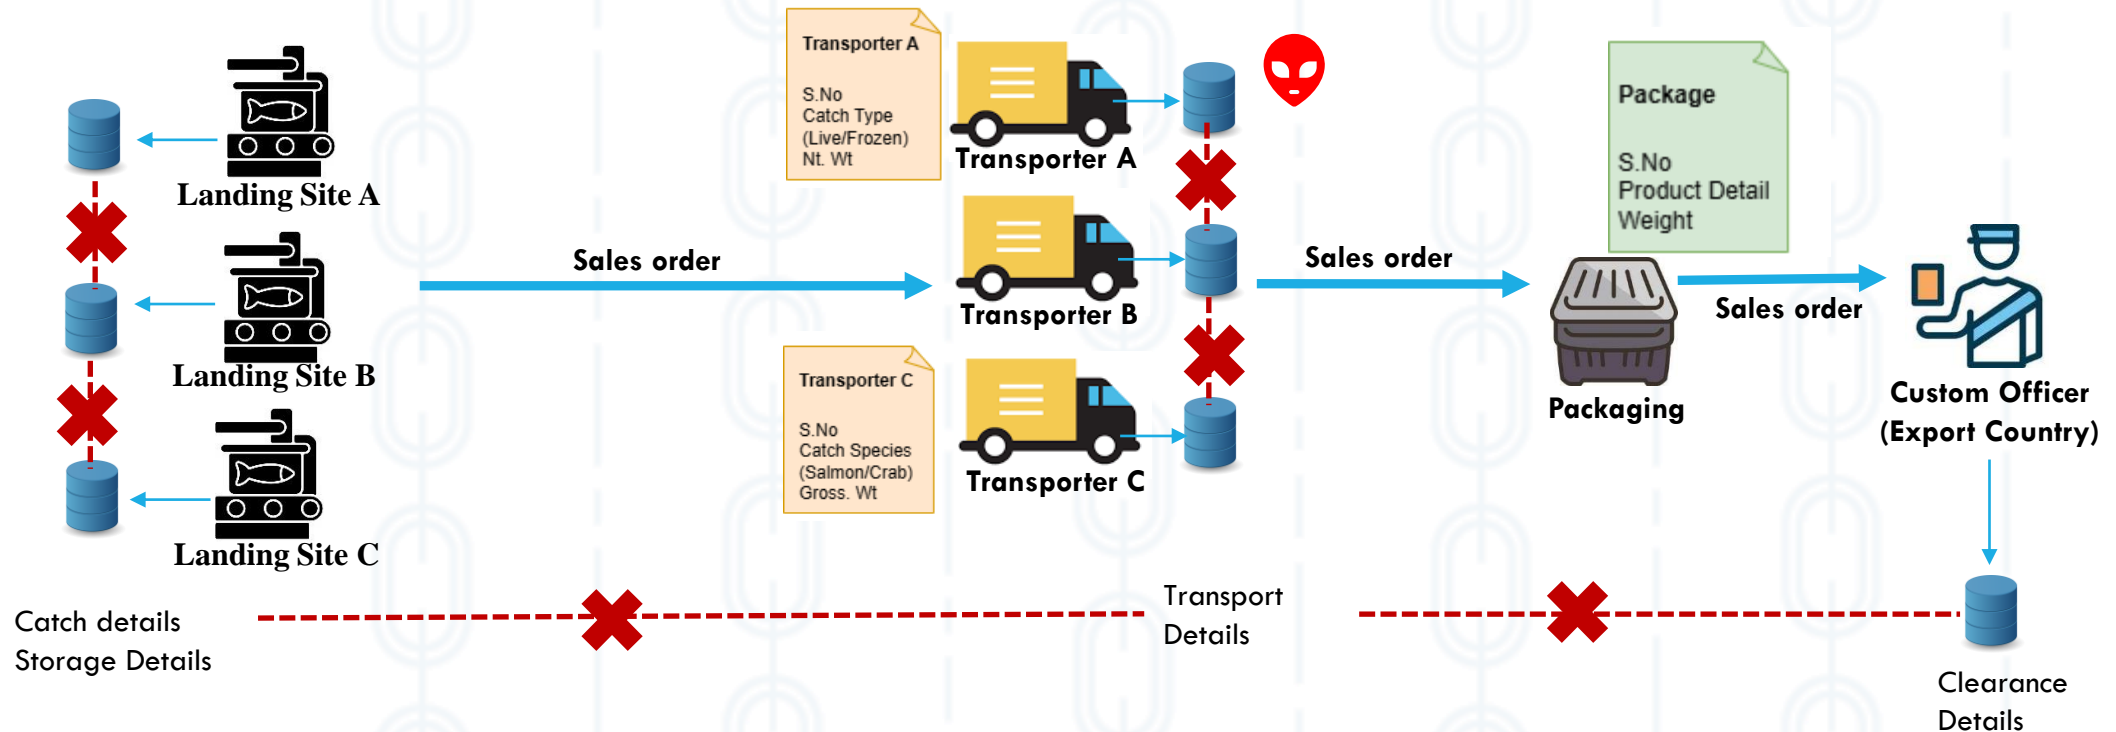 Landing Site A
Landing Site B
Landing Site C
Catch details
Storage Details
Sales order
Transporter A
S.No
Catch Type
(Live/Frozen)
Nt. Wt
Transporter A
Transporter B
Transporter C
S.No
Catch Species
(Salmon/Crab)
Gross. Wt
Transporter C
Transport
Details
Sales order
Package
S.No
Product Detail
Weight
Packaging
Sales order
Custom Officer
(Export Country)
Clearance
Details